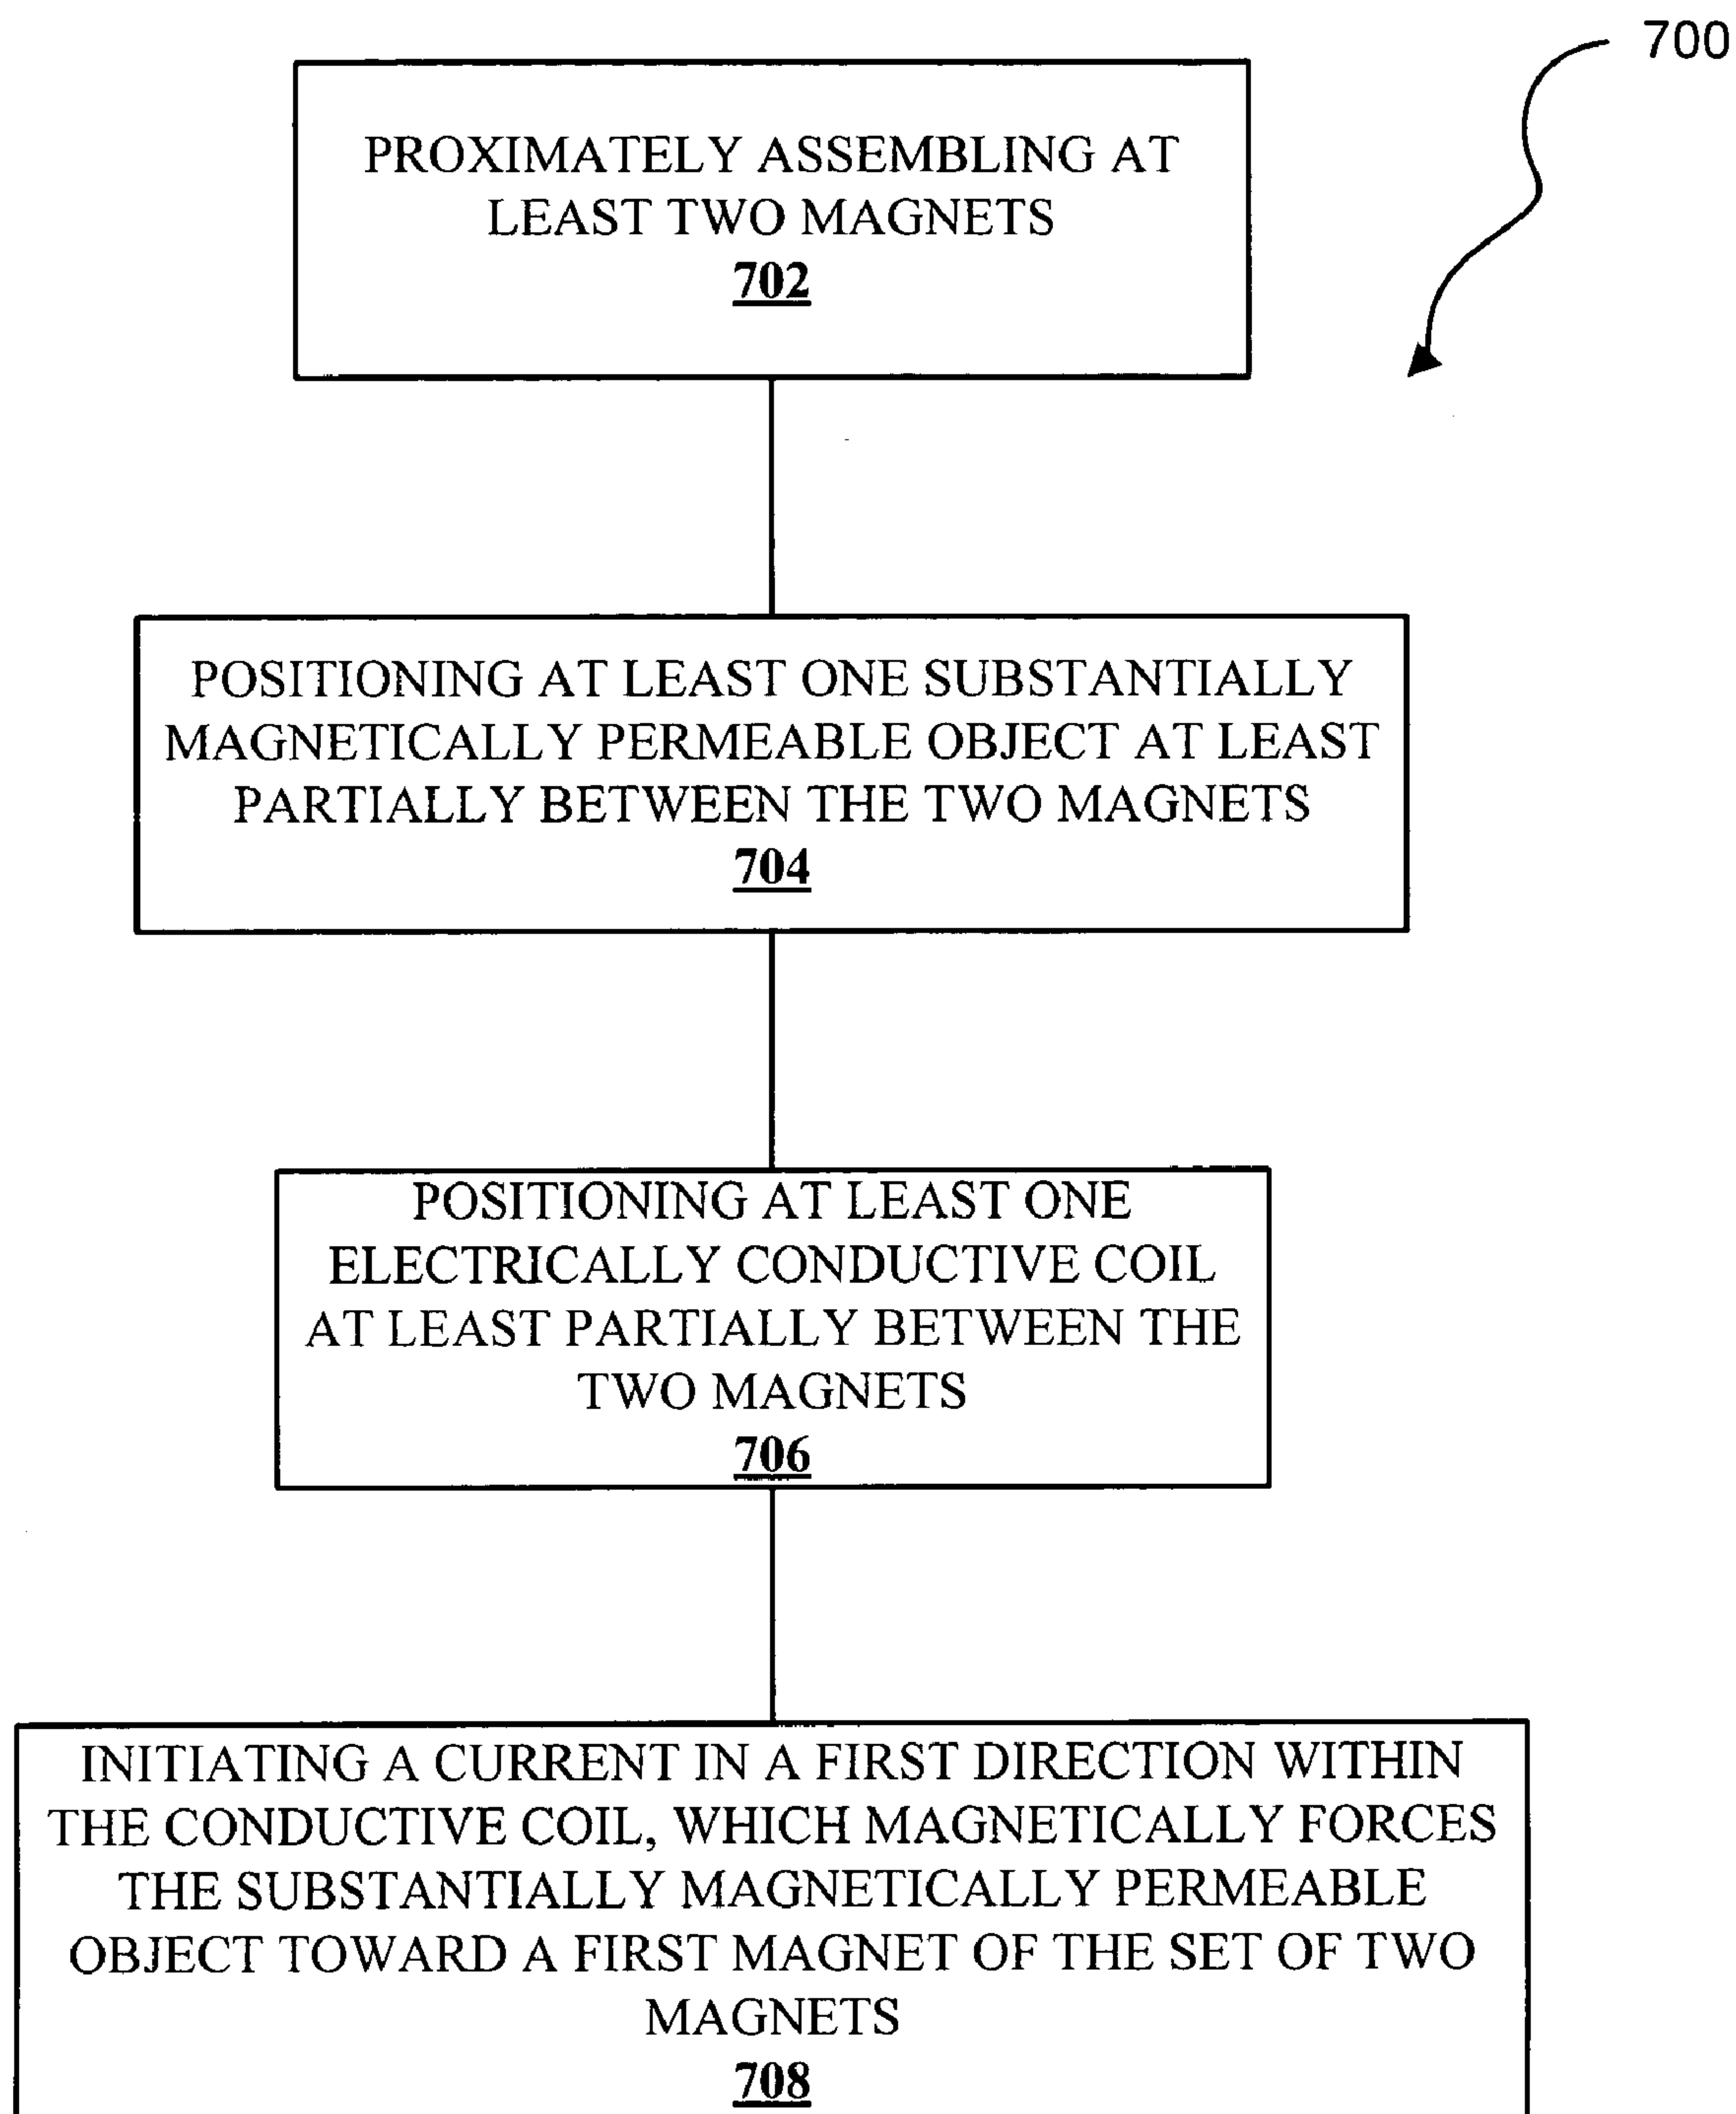 700
PROXIMATELY ASSEMBLING AT
LEAST TWO MAGNETS
702
POSITIONING AT LEAST ONE SUBSTANTIALLY
MAGNETICALLY PERMEABLE OBJECT AT LEAST
PARTIALLY BETWEEN THE TWO MAGNETS
704
POSITIONING AT LEAST ONE
ELECTRICALLY CONDUCTIVE COIL
AT LEAST PARTIALLY BETWEEN THE
TWO MAGNETS
706
INITIATING A CURRENT IN A FIRST DIRECTION WITHIN
THE CONDUCTIVE COIL, WHICH MAGNETICALLY FORCES
THE SUBSTANTIALLY MAGNETICALLY PERMEABLE
OBJECT TOWARD A FIRST MAGNET OF THE SET OF TWO
MAGNETS
708